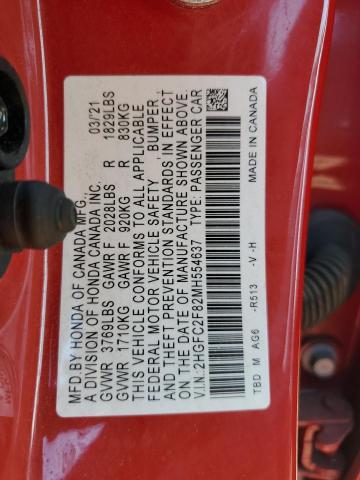 MFD.BY HONDA OF CANADA MFG.,
A DIVISION OF HONDA CANADA INC. 03/'21
GVWR 3769LBS GAWR F 2028LBS R 1829LBS
GVWR 1710KG GAWR F 920KG R 830KG
THIS VEHICLE CONFORMS TO ALL APPLICABLE
FEDERAL MOTOR VEHICLE SAFETY , BUMPER ,
AND THEFT PREVENTION STANDARDS, IN EFFECT
ON THE DATE OF MANUFACTURE SHOWN ABOVE.
V.I.N.:2HGFC2F82MH554637 TYPE:PASSENGER CAR
TBD M AG6 -R513 -V -H MADE IN CANADA